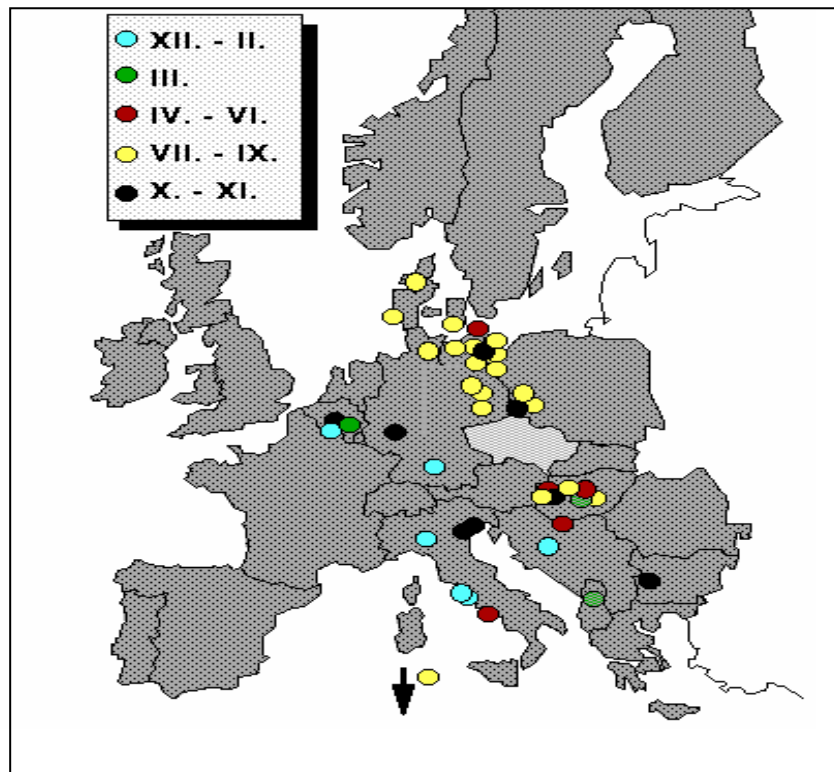 XII. - II.
III.
IV. - VI.
VII. - IX.
X. - XI.